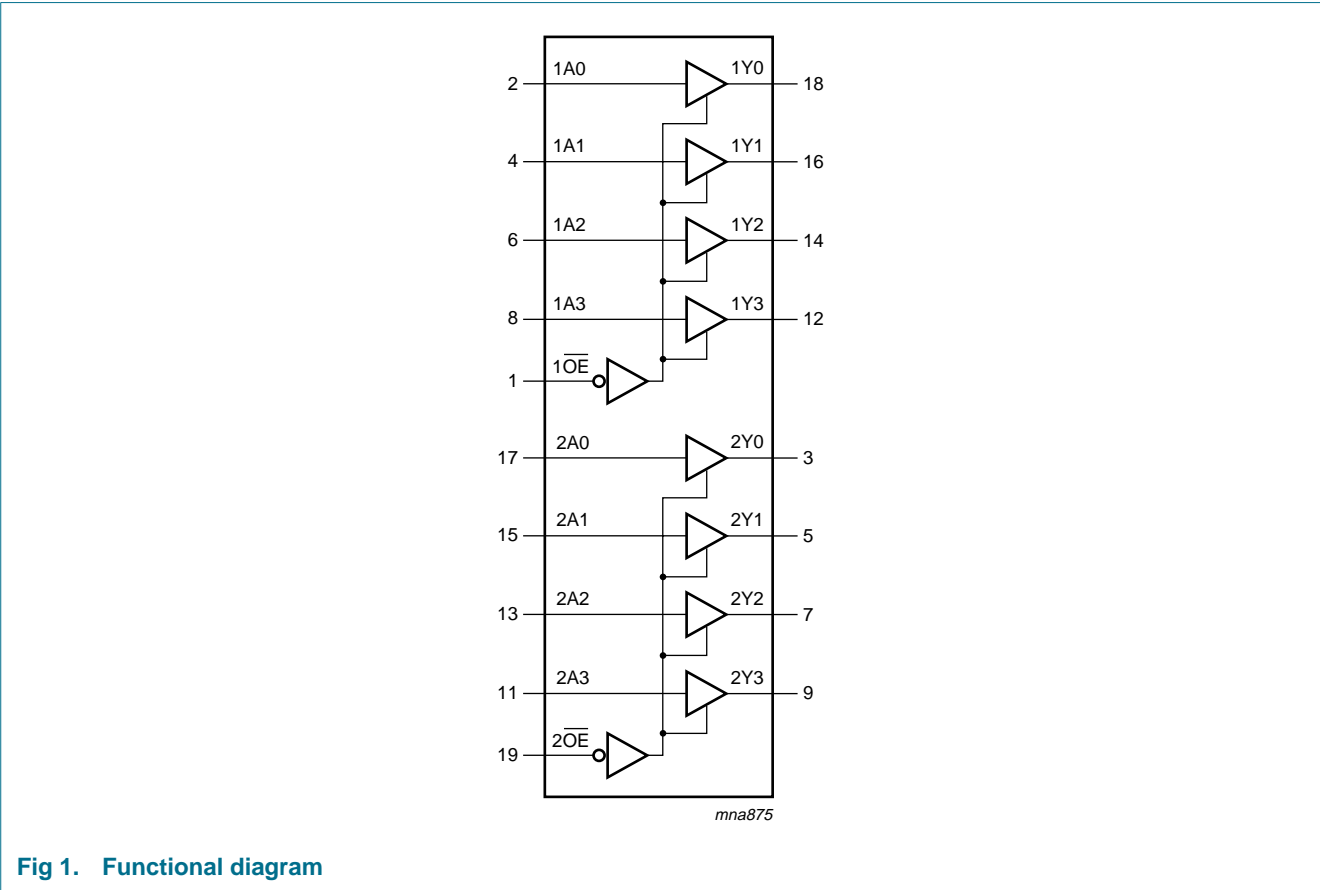 2 1A0 1Y0 18
4 1A1 1Y1 16
6 1A2 1Y2 14
8 1A3 1Y3 12
1 1O̅E̅
17 2A0 2Y0 3
15 2A1 2Y1 5
13 2A2 2Y2 7
11 2A3 2Y3 9
19 2O̅E̅
mna875
Fig 1. Functional diagram